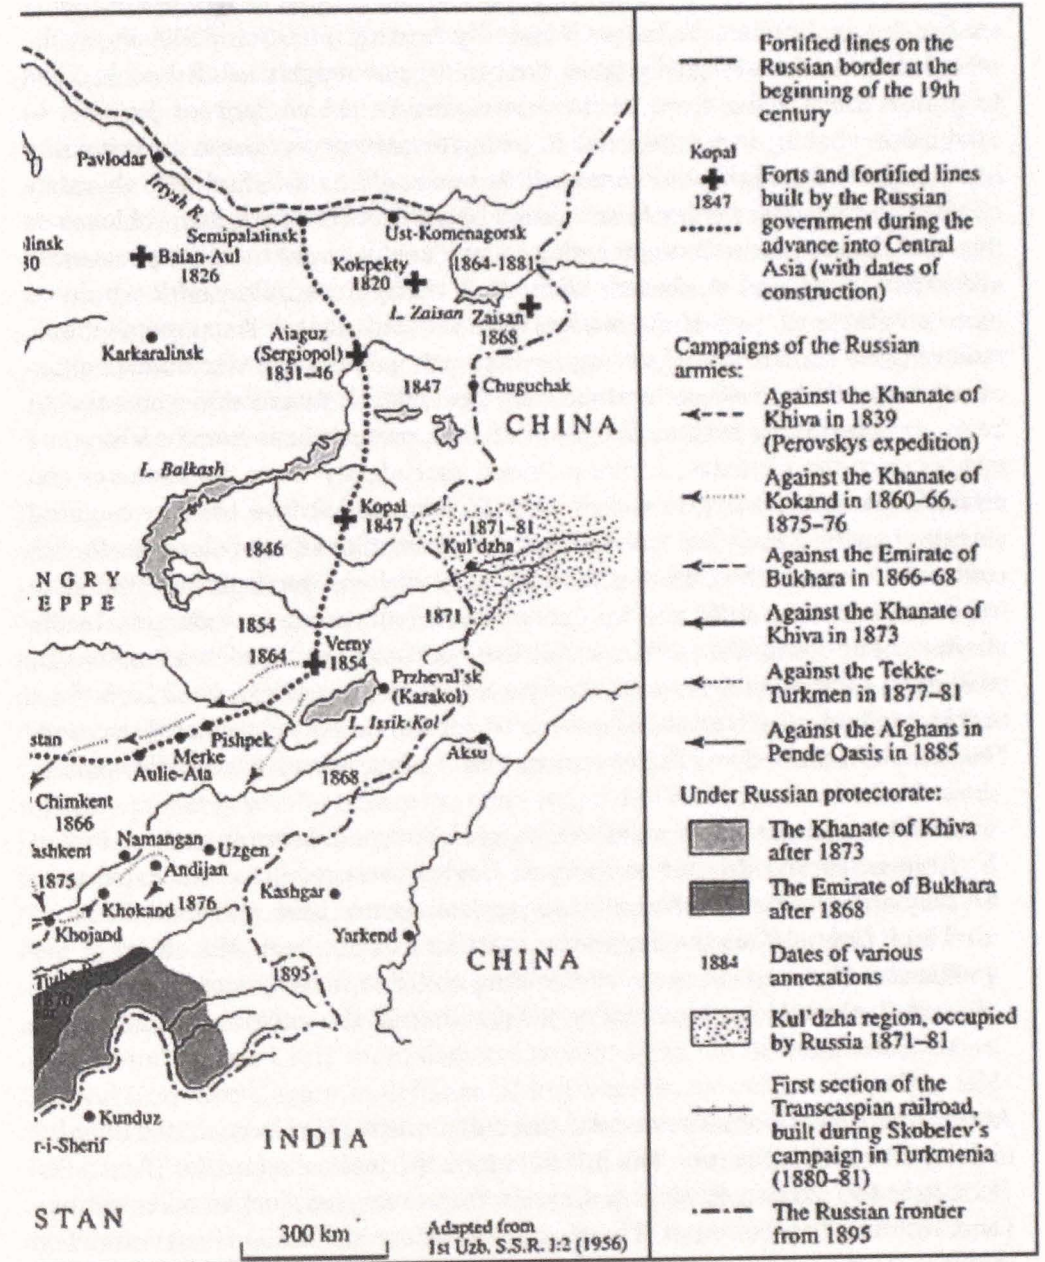 Pavlodar
Irtysh R.
Semipalatinsk
Ust-Komenogorsk
linsk
30
Baian-Aul
1826
Kokpekty
1820
(1864-1881)
L. Zaisan
Zaisan
1868
Karkaralinsk
Aiaguz
(Sergiopol)
1831-46
1847
Chuguchak
CHINA
L. Balkash
Kopal
1847
1871-81
Kul'dzha
1846
NGRY
EPPE
1854
1871
1864
Verny
1854
Przheval'sk
(Karakol)
L. Issik-Kol
stan
Pishpek
Merke
Aulie-Ata
Aksu
1868
Chimkent
1866
Namangan
Uzgen
ashkent
Andijan
1875
Kashgar
Khokand
1876
Khojand
Yarkend
CHINA
1895
1870
Kunduz
r-i-Sherif
INDIA
STAN
300 km
Adapted from
1st Uzb. S.S.R. 1:2 (1956)
Fortified lines on the
Russian border at the
beginning of the 19th
century
Kopal
1847
Forts and fortified lines
built by the Russian
government during the
advance into Central
Asia (with dates of
construction)
Campaigns of the Russian
armies:
Against the Khanate of
Khiva in 1839
(Perovskys expedition)
Against the Khanate of
Kokand in 1860-66,
1875-76
Against the Emirate of
Bukhara in 1866-68
Against the Khanate of
Khiva in 1873
Against the Tekke-
Turkmen in 1877-81
Against the Afghans in
Pende Oasis in 1885
Under Russian protectorate:
The Khanate of Khiva
after 1873
The Emirate of Bukhara
after 1868
1884
Dates of various
annexations
Kul'dzha region, occupied
by Russia 1871-81
First section of the
Transcaspian railroad,
built during Skobelev's
campaign in Turkmenia
(1880-81)
The Russian frontier
from 1895